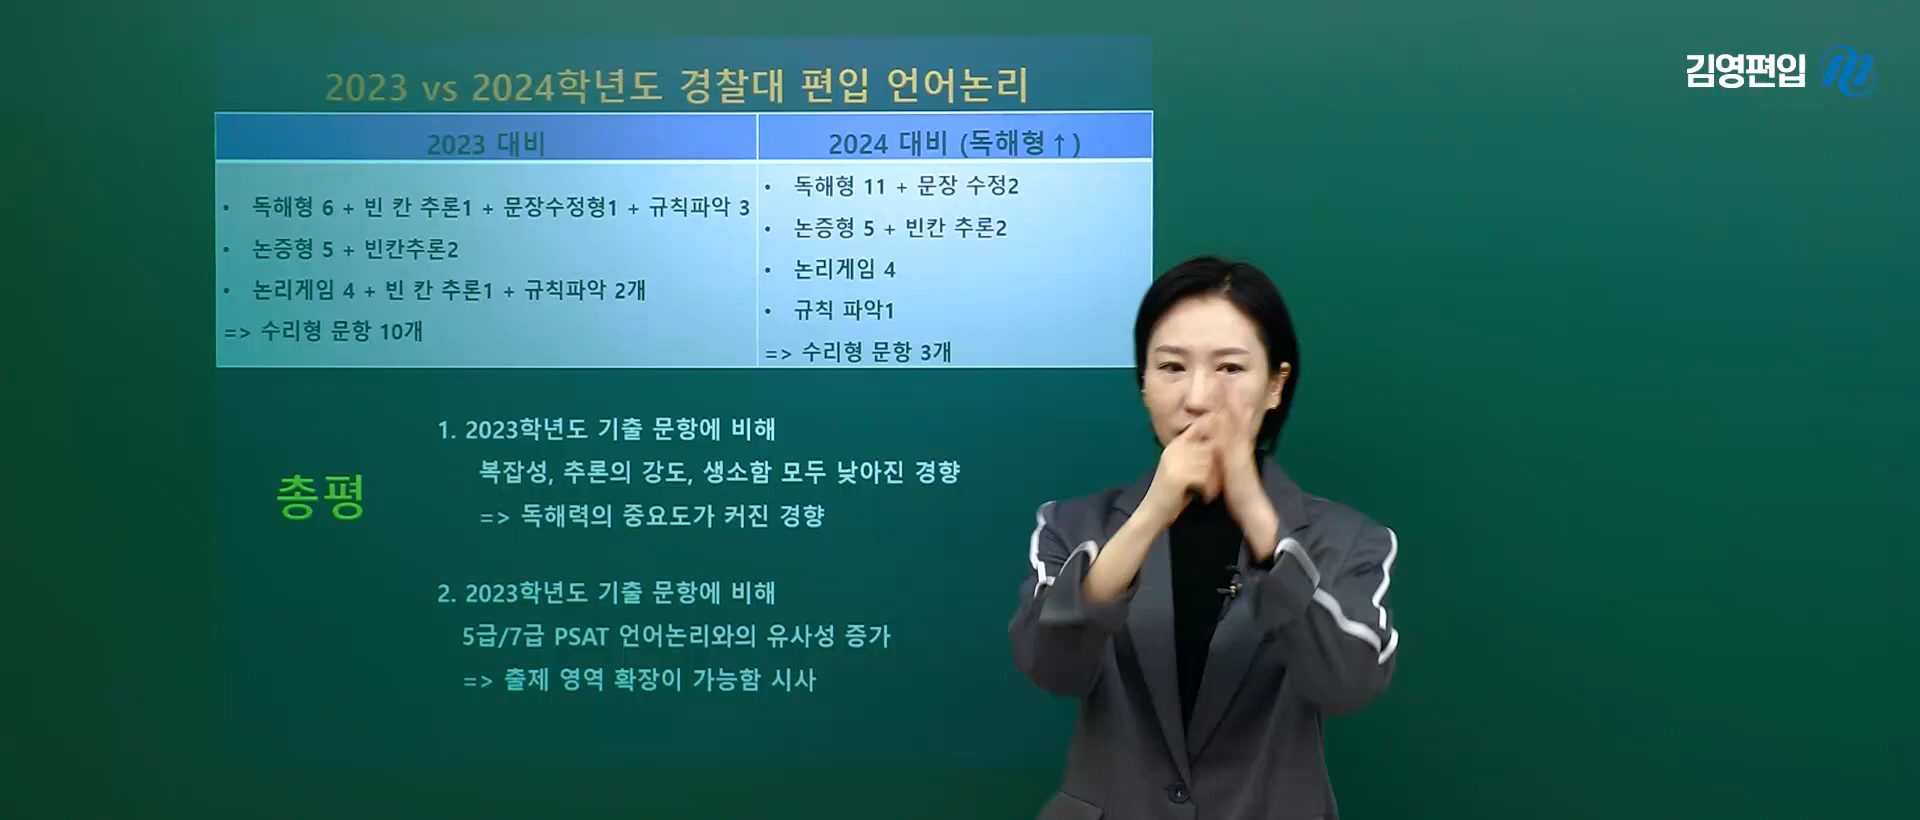 김영편입
2023 vs 2024학년도 경찰대 편입 언어논리
2023 대비
• 독해형 6 + 빈 칸 추론1 + 문장수정형1 + 규칙파악 3
• 논증형 5 + 빈칸추론2
• 논리게임 4 + 빈 칸 추론1 + 규칙파악 2개
=> 수리형 문항 10개
2024 대비 (독해형↑)
• 독해형 11 + 문장 수정2
• 논증형 5 + 빈칸 추론2
• 논리게임 4
• 규칙 파악1
=> 수리형 문항 3개
총평
1. 2023학년도 기출 문항에 비해
복잡성, 추론의 강도, 생소함 모두 낮아진 경향
=> 독해력의 중요도가 커진 경향
2. 2023학년도 기출 문항에 비해
5급/7급 PSAT 언어논리와의 유사성 증가
=> 출제 영역 확장이 가능함 시사